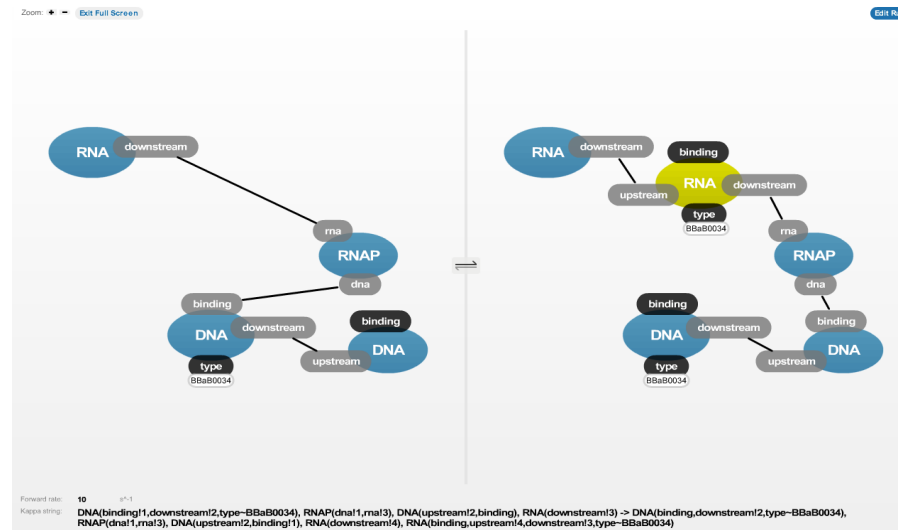 Zoom: + − Exit Full Screen
Edit Ru
RNA downstream
rna
RNAP
dna
binding
DNA downstream
binding
DNA
upstream
type
BBaB0034
RNA downstream
binding
RNA downstream
upstream
type
BBaB0034
rna
RNAP
dna
binding
DNA downstream
binding
DNA
upstream
type
BBaB0034
Forward rate: 10 s^-1
Kappa string: DNA(binding!1,downstream!2,type~BBaB0034), RNAP(dna!1,rna!3), DNA(upstream!2,binding), RNA(downstream!3) -> DNA(binding,downstream!2,type~BBaB0034),
RNAP(dna!1,rna!3), DNA(upstream!2,binding!1), RNA(downstream!4), RNA(binding,upstream!4,downstream!3,type~BBaB0034)